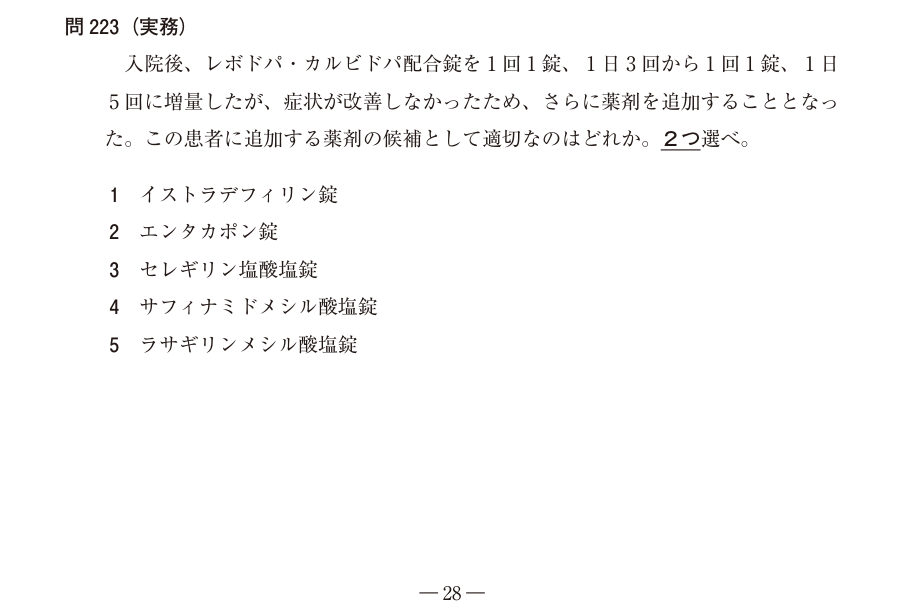 問 223（実務）
入院後、レボドパ・カルビドパ配合錠を１回１錠、１日３回から１回１錠、１日
５回に増量したが、症状が改善しなかったため、さらに薬剤を追加することとなっ
た。この患者に追加する薬剤の候補として適切なのはどれか。２つ選べ。
1　イストラデフィリン錠
2　エンタカポン錠
3　セレギリン塩酸塩錠
4　サフィナミドメシル酸塩錠
5　ラサギリンメシル酸塩錠
― 28 ―